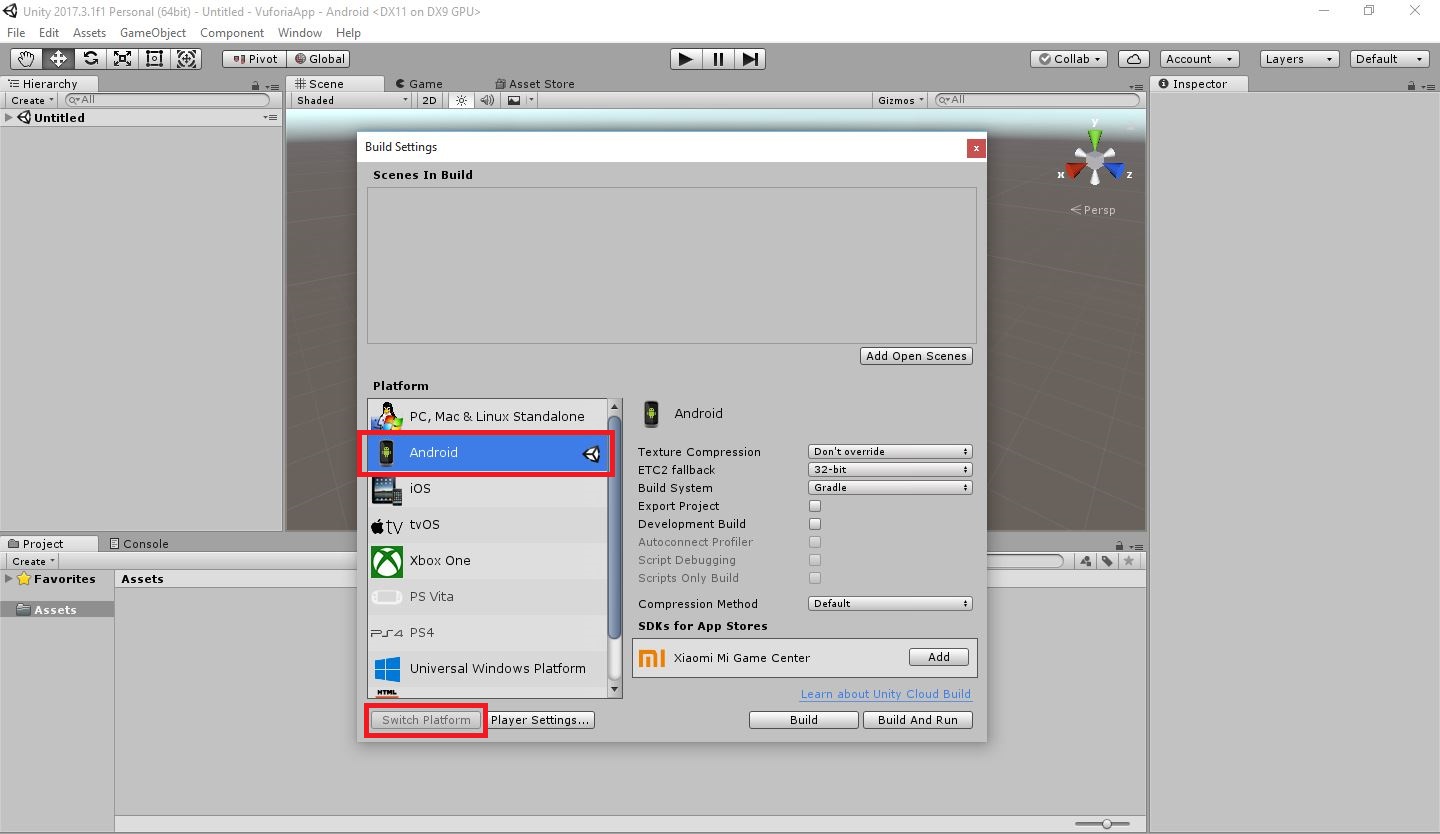 Unity 2017.3.1f1 Personal (64bit) - Untitled - VuforiaApp - Android <DX11 on DX9 GPU>
File Edit Assets GameObject Component Window Help
Pivot Global Collab Account Layers Default
Hierarchy
Create All
Untitled
Scene Game Asset Store
Shaded 2D Gizmos All
y
x z
Persp
Inspector
Build Settings
x
Scenes In Build
Add Open Scenes
Platform
PC, Mac & Linux Standalone
Android
iOS
tv tvOS
Xbox One
PS Vita
PS4 PS4
Universal Windows Platform
HTML
Switch Platform Player Settings...
Android
Texture Compression Don't override
ETC2 fallback 32-bit
Build System Gradle
Export Project
Development Build
Autoconnect Profiler
Script Debugging
Scripts Only Build
Compression Method Default
SDKs for App Stores
MI Xiaomi Mi Game Center Add
Learn about Unity Cloud Build
Build Build And Run
Project Console
Create
Favorites
Assets
Assets